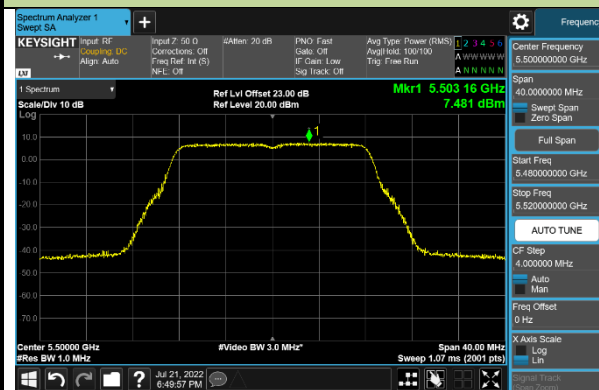 Spectrum Analyzer 1
Swept SA
+
Frequenc
KEYSIGHT
Input: RF
Coupling: DC
Align: Auto
Input Z: 50 Ω
Corrections: Off
Freq Ref: Int (S)
NFE: Off
#Atten: 20 dB
PNO: Fast
Gate: Off
IF Gain: Low
Sig Track: Off
Avg Type: Power (RMS)
Avg|Hold: 100/100
Trig: Free Run
1 2 3 4 5 6
A WW WW W
A N N N N N
LXI
1 Spectrum
Scale/Div 10 dB
Log
Ref Lvl Offset 23.00 dB
Ref Level 20.00 dBm
Mkr1 5.503 16 GHz
7.481 dBm
1
10.0
0.00
-10.0
-20.0
-30.0
-40.0
-50.0
-60.0
-70.0
Center 5.50000 GHz
#Res BW 1.0 MHz
#Video BW 3.0 MHz*
Span 40.00 MHz
Sweep 1.07 ms (2001 pts)
Center Frequency
5.500000000 GHz
Span
40.0000000 MHz
Swept Span
Zero Span
Full Span
Start Freq
5.480000000 GHz
Stop Freq
5.520000000 GHz
AUTO TUNE
CF Step
4.000000 MHz
Auto
Man
Freq Offset
0 Hz
X Axis Scale
Log
Lin
Signal Track
(Span Zoom)
?
Jul 21, 2022
6:49:57 PM